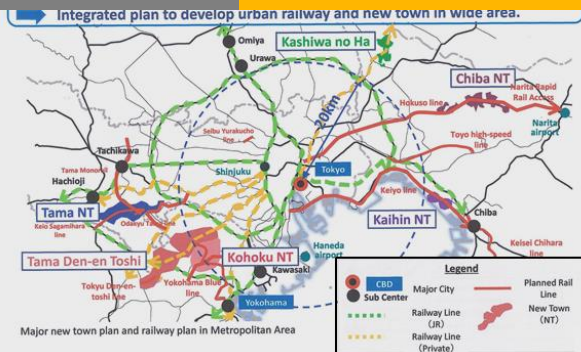 Integrated plan to develop urban railway and new town in wide area.
Omiya
Urawa
Kashiwa no Ha
Chiba NT
Narita Rapid
Rail Access
Hokuso line
Narita
airport
20km
Seibu Yurakucho
line
Toyo high-speed
line
Tachikawa
Tama Monorail
Shinjuku
Tokyo
Hachioji
Keiyo line
Tama NT
Kaihin NT
Chiba
Keio Sagamihara
line
Odakyu Tama line
Tama Den-en Toshi
Kohoku NT
Haneda
airport
Keisei Chihara
line
Tokyu Den-en-
toshi line
Yokohama Blue
line
Kawasaki
Yokohama
Legend
CBD
Sub Center
Major City
Planned Rail
Line
Railway Line
(JR)
New Town
(NT)
Railway Line
(Private)
Major new town plan and railway plan in Metropolitan Area